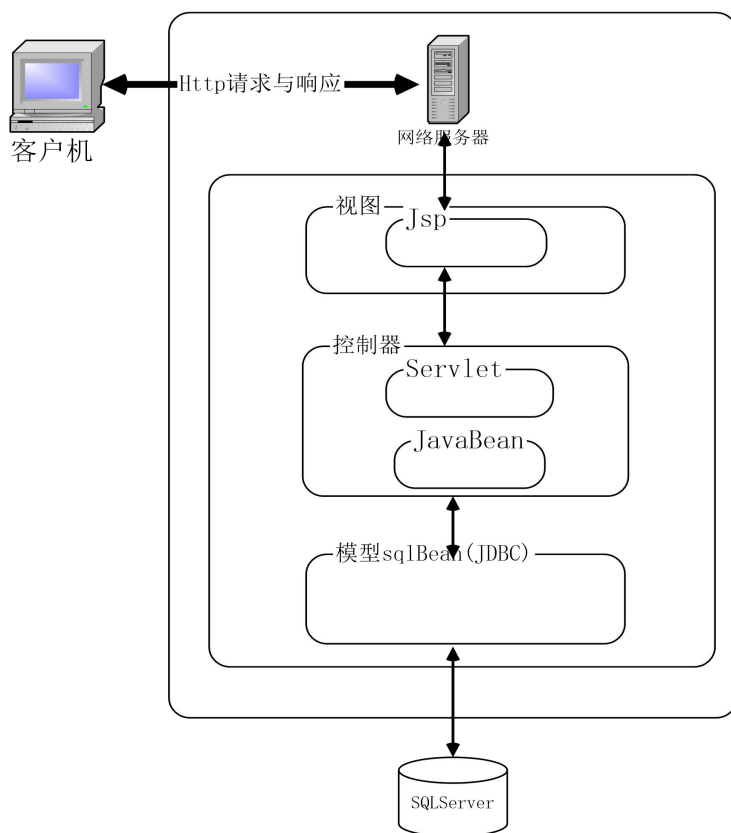 Http请求与响应
客户机
网络服务器
视图
Jsp
控制器
Servlet
JavaBean
模型sqlBean(JDBC)
SQLServer